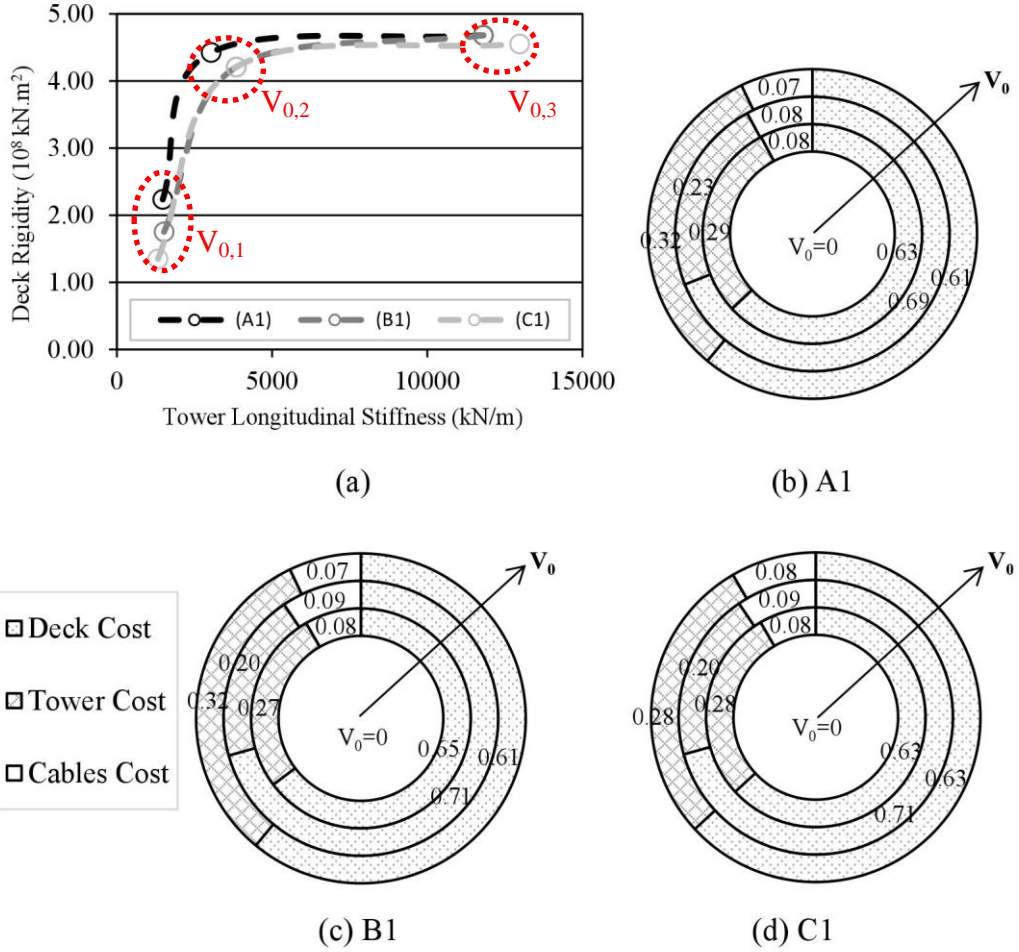 5.00
4.00
3.00
2.00
1.00
0.00
Deck Rigidity (10⁸ kN.m²)
V0,1
V0,2
V0,3
(A1) (B1) (C1)
0 5000 10000 15000
Tower Longitudinal Stiffness (kN/m)
(a)
0.07
0.08
0.08
0.23
0.32
0.29
0.63
0.61
0.69
V0=0
V0
(b) A1
Deck Cost
Tower Cost
Cables Cost
0.07
0.09
0.08
0.20
0.32
0.27
0.65
0.61
0.71
V0=0
V0
(c) B1
0.08
0.09
0.08
0.20
0.28
0.28
0.63
0.63
0.71
V0=0
V0
(d) C1